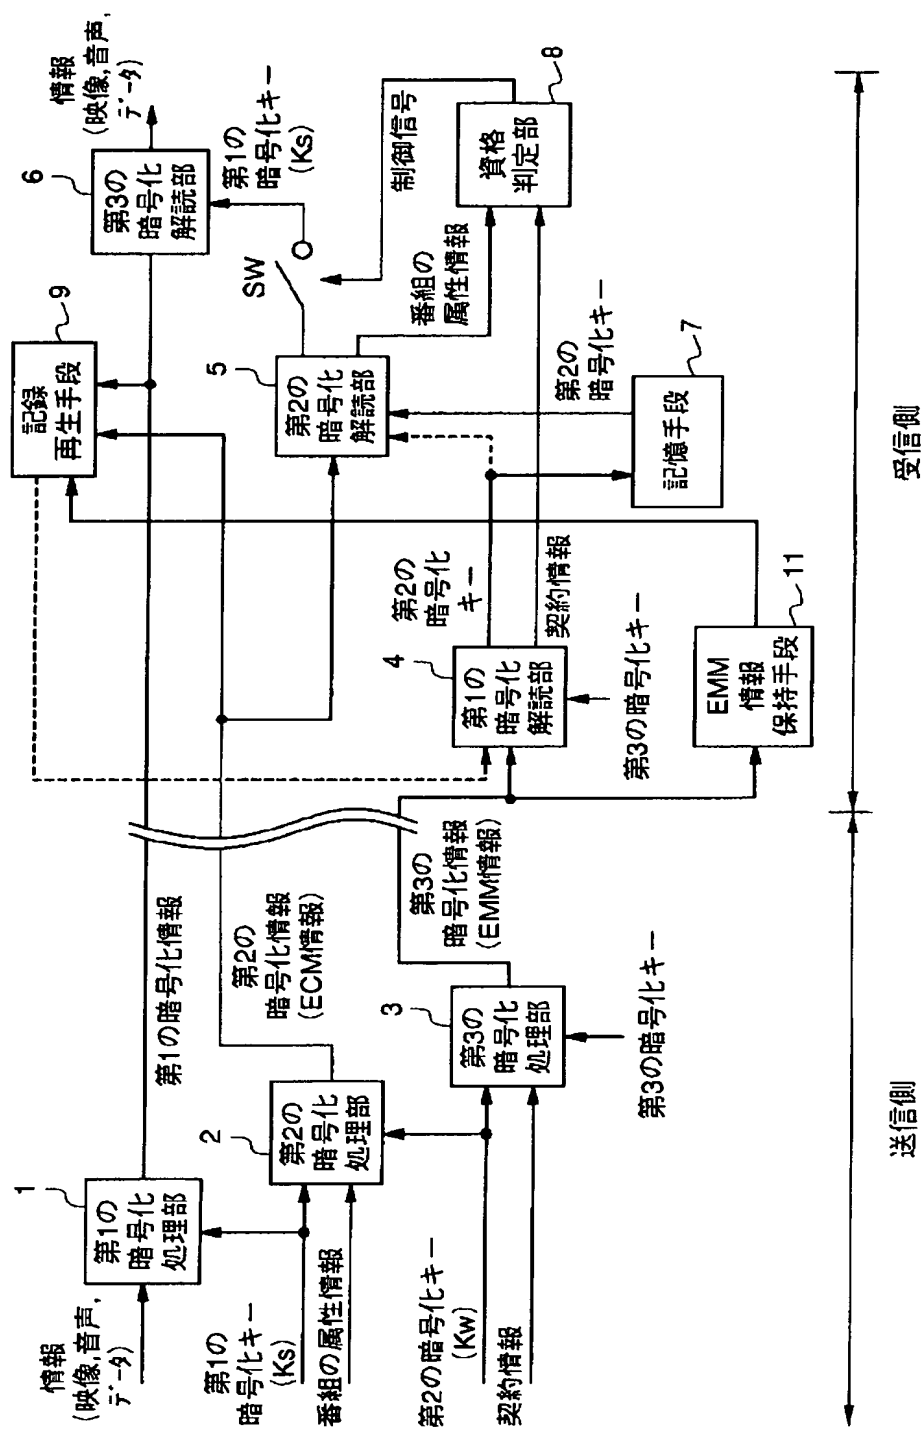 情報
(映像,音声,
データ)
1
第1の
暗号化
処理部
第1の暗号化情報
第1の
暗号化キー
(Ks)
番組の属性情報
2
第2の
暗号化
処理部
第2の
暗号化情報
(ECM情報)
第2の暗号化キー
(Kw)
契約情報
3
第3の
暗号化
処理部
第3の暗号化キー
第3の
暗号化情報
(EMM情報)
送信側
9
記録
再生手段
6
第3の
暗号化
解読部
情報
(映像,音声,
データ)
第1の
暗号化キー
(Ks)
SW
制御信号
5
第2の
暗号化
解読部
番組の
属性情報
8
資格
判定部
4
第1の
暗号化
解読部
第2の
暗号化
キー
契約情報
第3の暗号化キー
第2の
暗号化キー
7
記憶手段
11
EMM
情報
保持手段
受信側